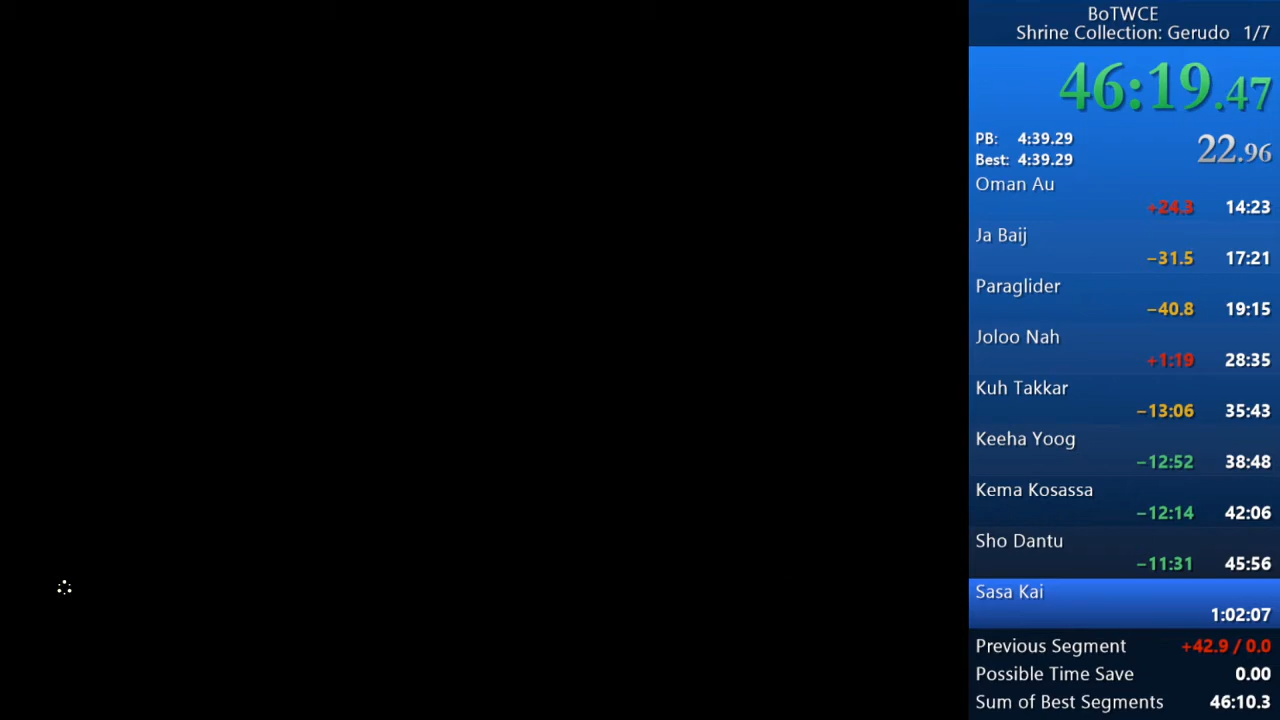 BoTWCE
Shrine Collection: Gerudo 1/7
46:19.47
PB: 4:39.29
22.96
Best: 4:39.29
Oman Au
+24.3 14:23
Ja Baij
−31.5 17:21
Paraglider
−40.8 19:15
Joloo Nah
+1:19 28:35
Kuh Takkar
−13:06 35:43
Keeha Yoog
−12:52 38:48
Kema Kosassa
−12:14 42:06
Sho Dantu
−11:31 45:56
Sasa Kai
1:02:07
Previous Segment +42.9 / 0.0
Possible Time Save 0.00
Sum of Best Segments 46:10.3